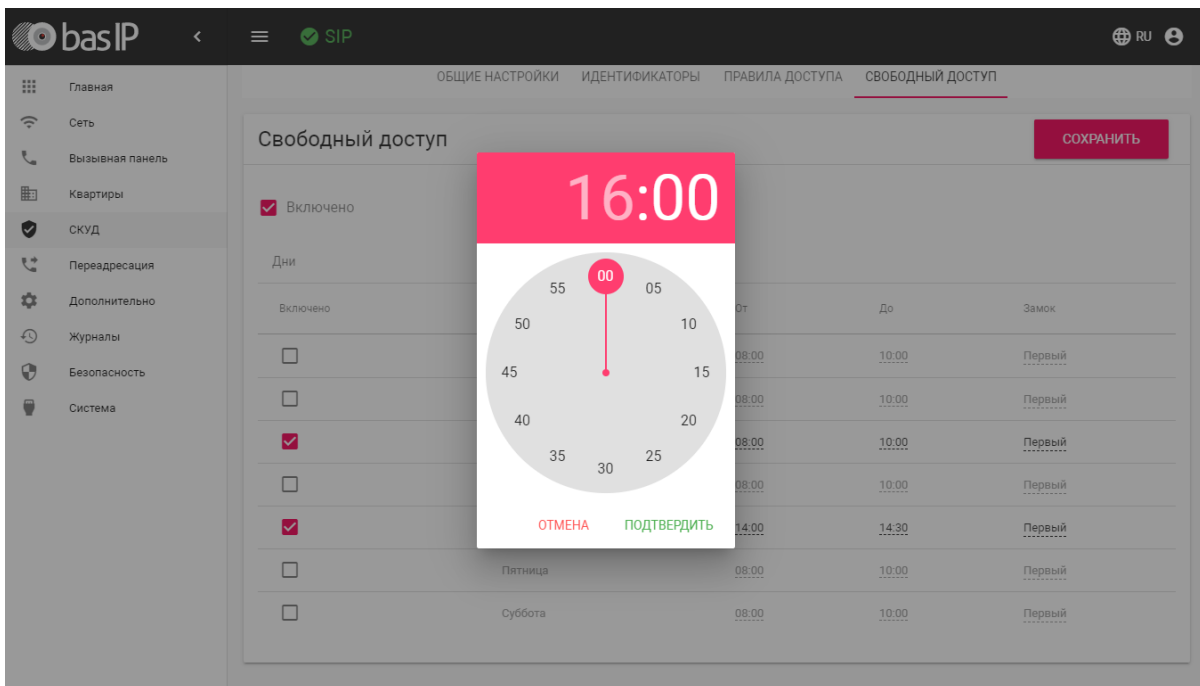 basIP
SIP
RU
Главная
Сеть
Вызывная панель
Квартиры
СКУД
Переадресация
Дополнительно
Журналы
Безопасность
Система
ОБЩИЕ НАСТРОЙКИ ИДЕНТИФИКАТОРЫ ПРАВИЛА ДОСТУПА СВОБОДНЫЙ ДОСТУП
Свободный доступ
СОХРАНИТЬ
Включено
Дни
Включено От До Замок
08:00 10:00 Первый
08:00 10:00 Первый
08:00 10:00 Первый
08:00 10:00 Первый
14:00 14:30 Первый
Пятница 08:00 10:00 Первый
Суббота 08:00 10:00 Первый
16:00
00
55 05
50 10
45 15
40 20
35 25
30
ОТМЕНА ПОДТВЕРДИТЬ